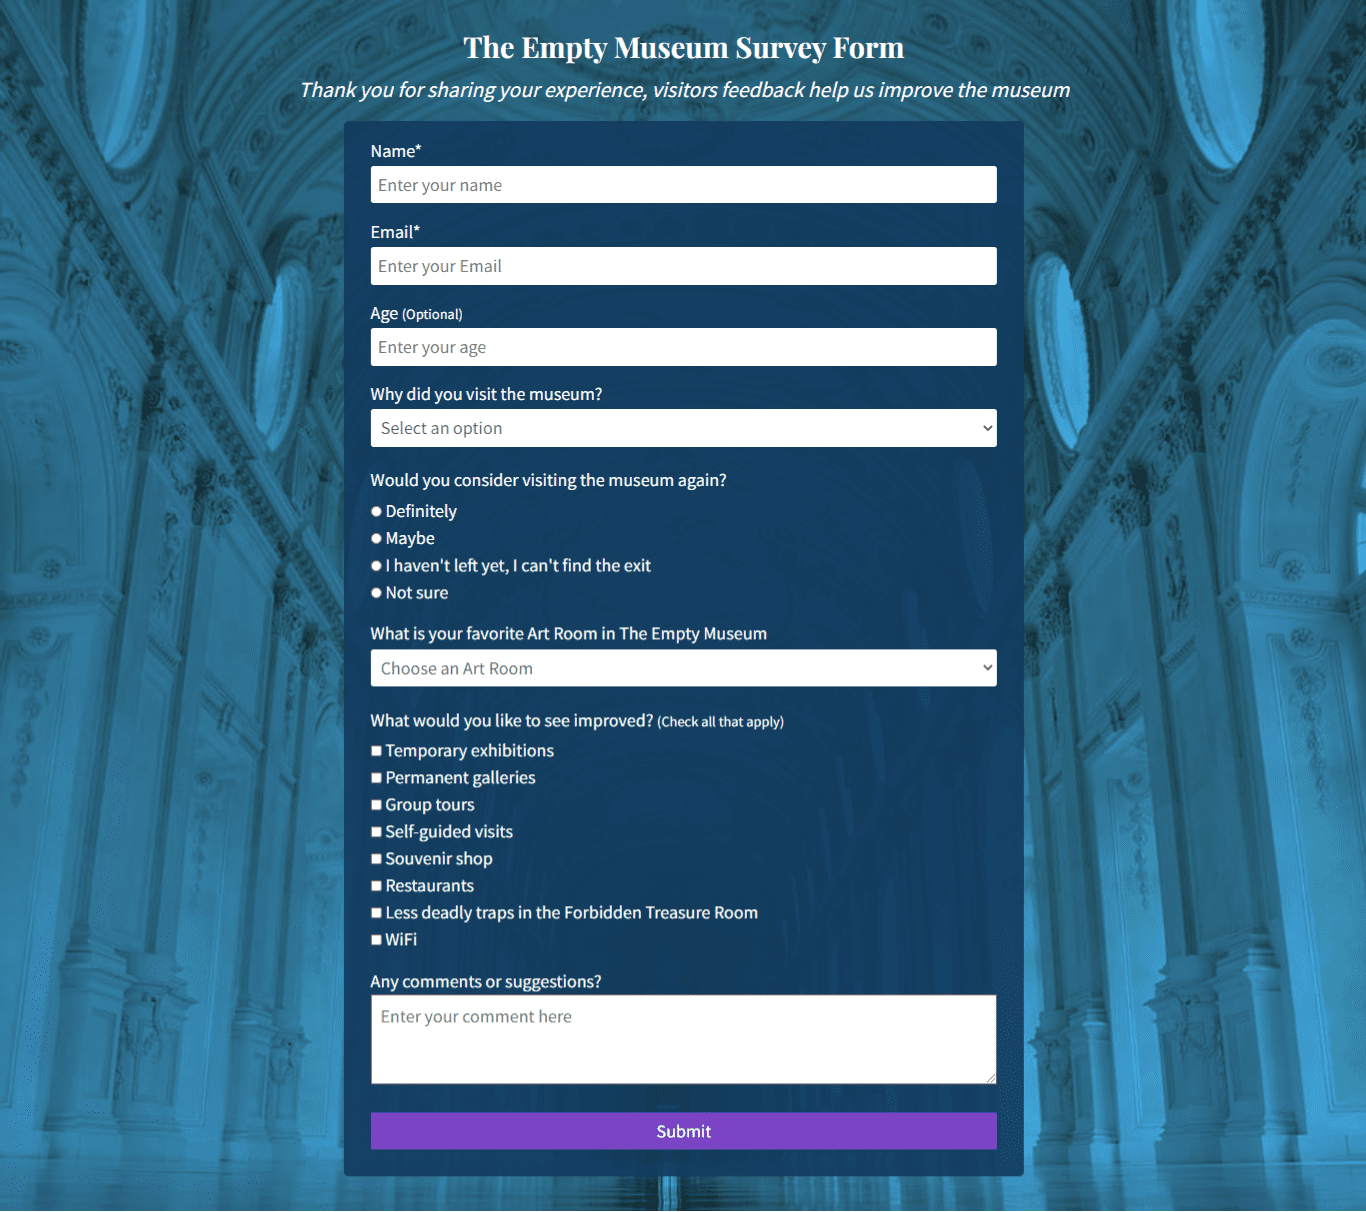 The Empty Museum Survey Form
Thank you for sharing your experience, visitors feedback help us improve the museum
Name*
Enter your name
Email*
Enter your Email
Age (Optional)
Enter your age
Why did you visit the museum?
Select an option
Would you consider visiting the museum again?
Definitely
Maybe
I haven't left yet, I can't find the exit
Not sure
What is your favorite Art Room in The Empty Museum
Choose an Art Room
What would you like to see improved? (Check all that apply)
Temporary exhibitions
Permanent galleries
Group tours
Self-guided visits
Souvenir shop
Restaurants
Less deadly traps in the Forbidden Treasure Room
WiFi
Any comments or suggestions?
Enter your comment here
Submit